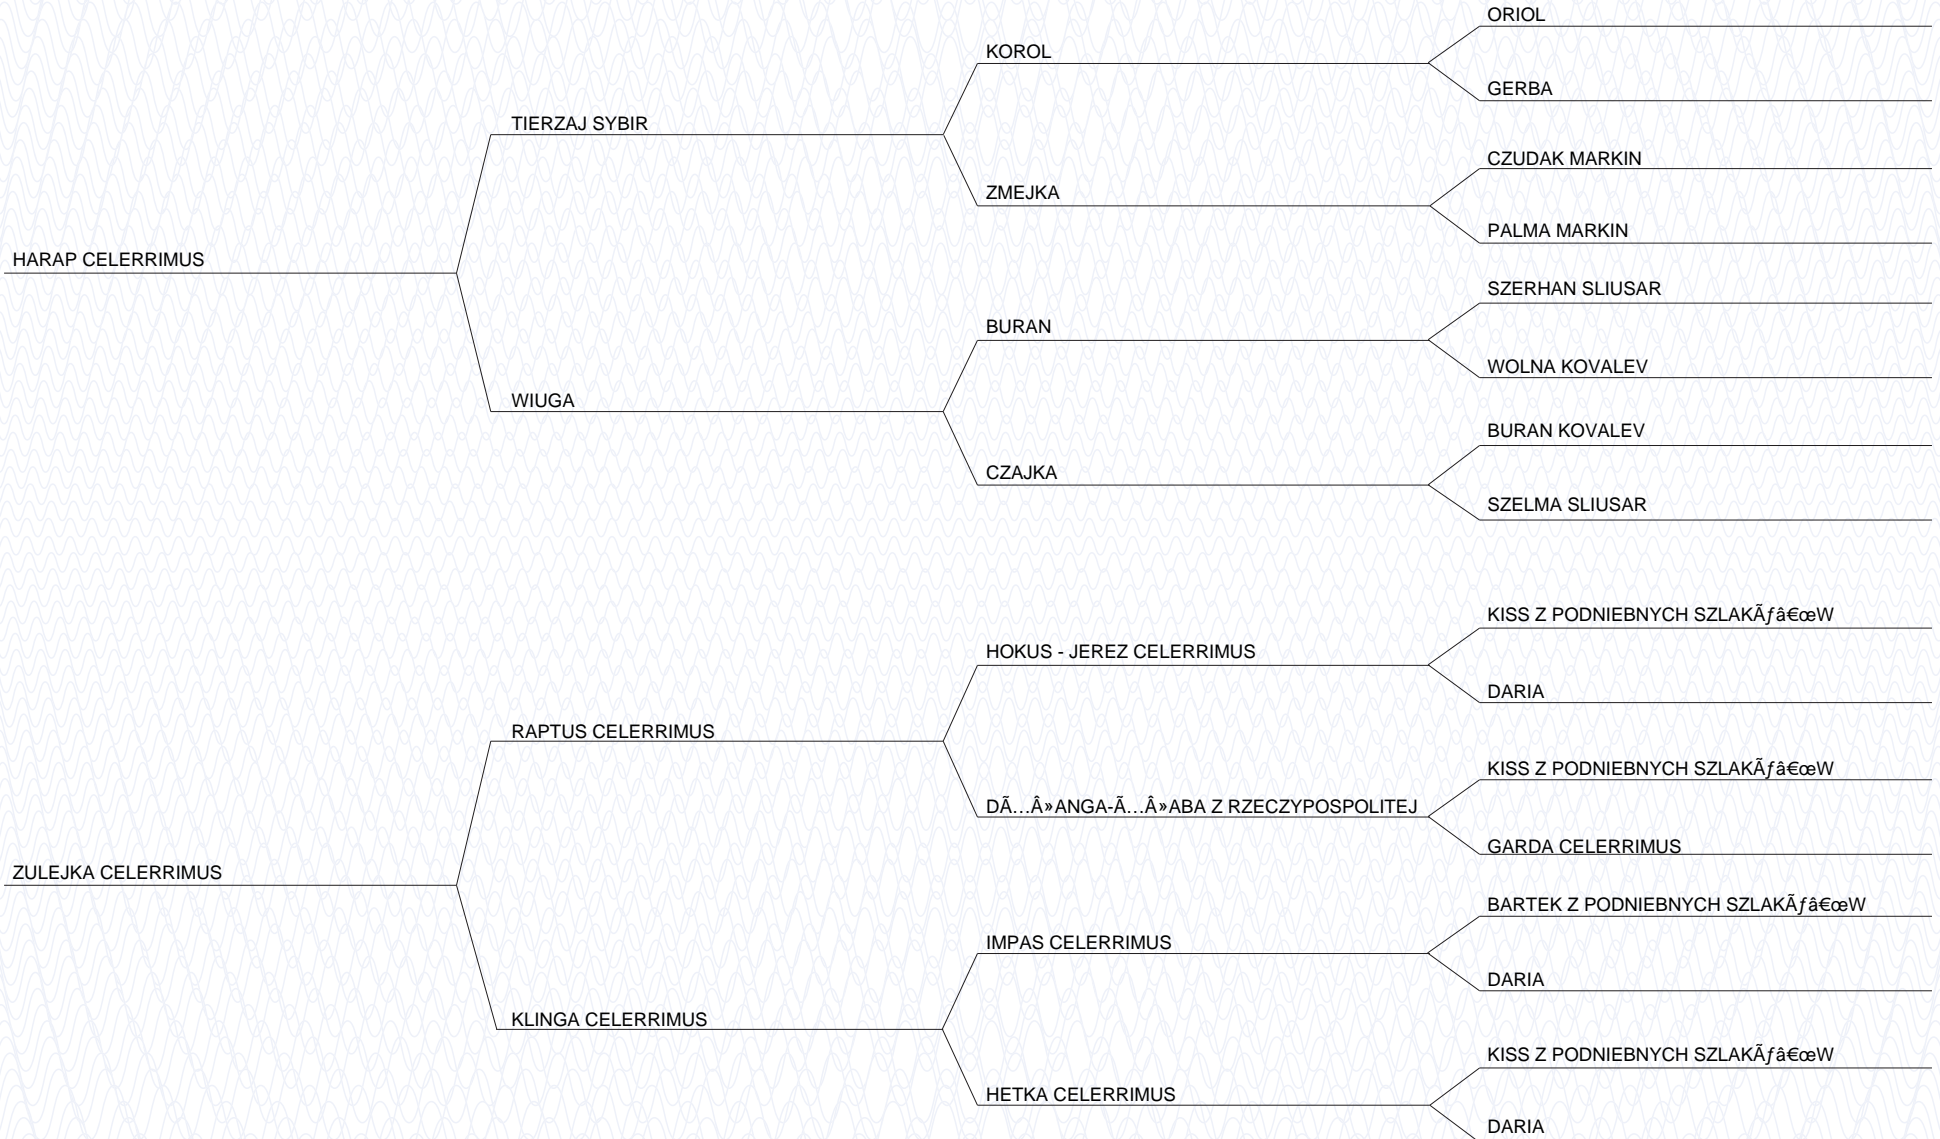 ORIOL
KOROL
GERBA
TIERZAJ SYBIR
CZUDAK MARKIN
ZMEJKA
PALMA MARKIN
HARAP CELERRIMUS
SZERHAN SLIUSAR
BURAN
WOLNA KOVALEV
WIUGA
BURAN KOVALEV
CZAJKA
SZELMA SLIUSAR
KISS Z PODNIEBNYCH SZLAKÃƒâ€œW
HOKUS - JEREZ CELERRIMUS
DARIA
RAPTUS CELERRIMUS
KISS Z PODNIEBNYCH SZLAKÃƒâ€œW
DÃ…Â»ANGA-Ã…Â»ABA Z RZECZYPOSPOLITEJ
GARDA CELERRIMUS
ZULEJKA CELERRIMUS
BARTEK Z PODNIEBNYCH SZLAKÃƒâ€œW
IMPAS CELERRIMUS
DARIA
KLINGA CELERRIMUS
KISS Z PODNIEBNYCH SZLAKÃƒâ€œW
HETKA CELERRIMUS
DARIA